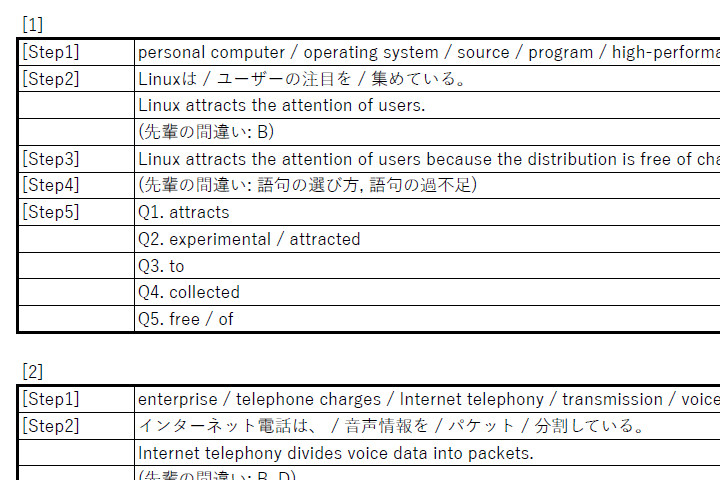 [1]
[Step1] personal computer / operating system / source / program /
[Step2] Linuxは / ユーザーの注目を / 集めている。
Linux attracts the attention of users.
(先輩の間違い: B)
[Step3] Linux attracts the attention of users because the distribution is free of
[Step4] (先輩の間違い: 語句の選び方, 語句の過不足)
[Step5] Q1. attracts
Q2. experimental / attracted
Q3. to
Q4. collected
Q5. free / of
[2]
[Step1] enterprise / telephone charges / Internet telephony / transmission / voice
[Step2] インターネット電話は、 / 音声情報を / パケット / 分割している。
Internet telephony divides voice data into packets.
(先輩の間違い: B, D)